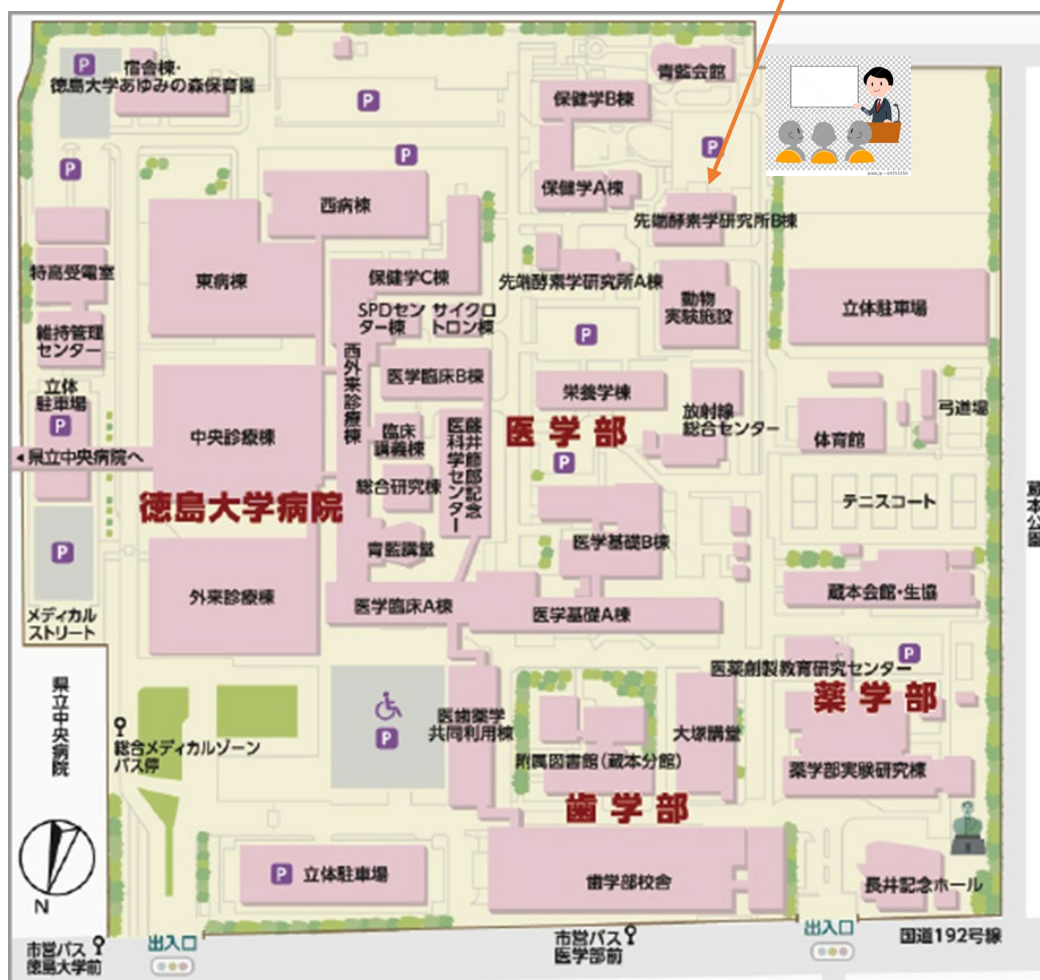 P
宿舎棟・
徳島大学あゆみの森保育園
P
青藍会館
保健学B棟
P
P
P
保健学A棟
西病棟
先端酵素学研究所B棟
特高受電室
東病棟
保健学C棟
先端酵素学研究所A棟
動物
実験施設
立体駐車場
SPDセン
ター棟
サイクロ
トロン棟
P
維持管理
センター
西外来診療棟
医学臨床B棟
栄養学棟
立体
駐車場
P
放射線
総合センター
弓道場
中央診療棟
臨床
講義棟
藤井節郎記念
医科学センター
医学部
体育館
県立中央病院へ
P
総合研究棟
徳島大学病院
テニスコート
蔵本公園
P
青藍講堂
医学基礎B棟
外来診療棟
医学臨床A棟
医学基礎A棟
蔵本会館・生協
メディカル
ストリート
医薬創製教育研究センター
P
薬学部
県立中央病院
総合メディカルゾーン
バス停
P
医歯薬学
共同利用棟
大塚講堂
附属図書館(蔵本分館)
薬学部実験研究棟
歯学部
N
P
立体駐車場
歯学部校舎
長井記念ホール
市営バス
徳島大学前
出入口
市営バス
医学部前
出入口
国道192号線